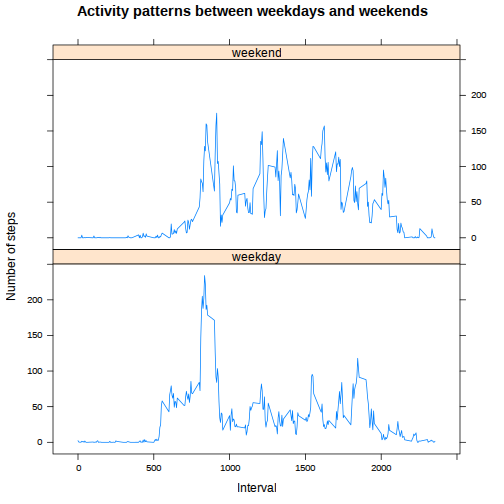 Activity patterns between weekdays and weekends
weekend
200
150
100
50
0
Number of steps
weekday
200
150
100
50
0
0 500 1000 1500 2000
Interval